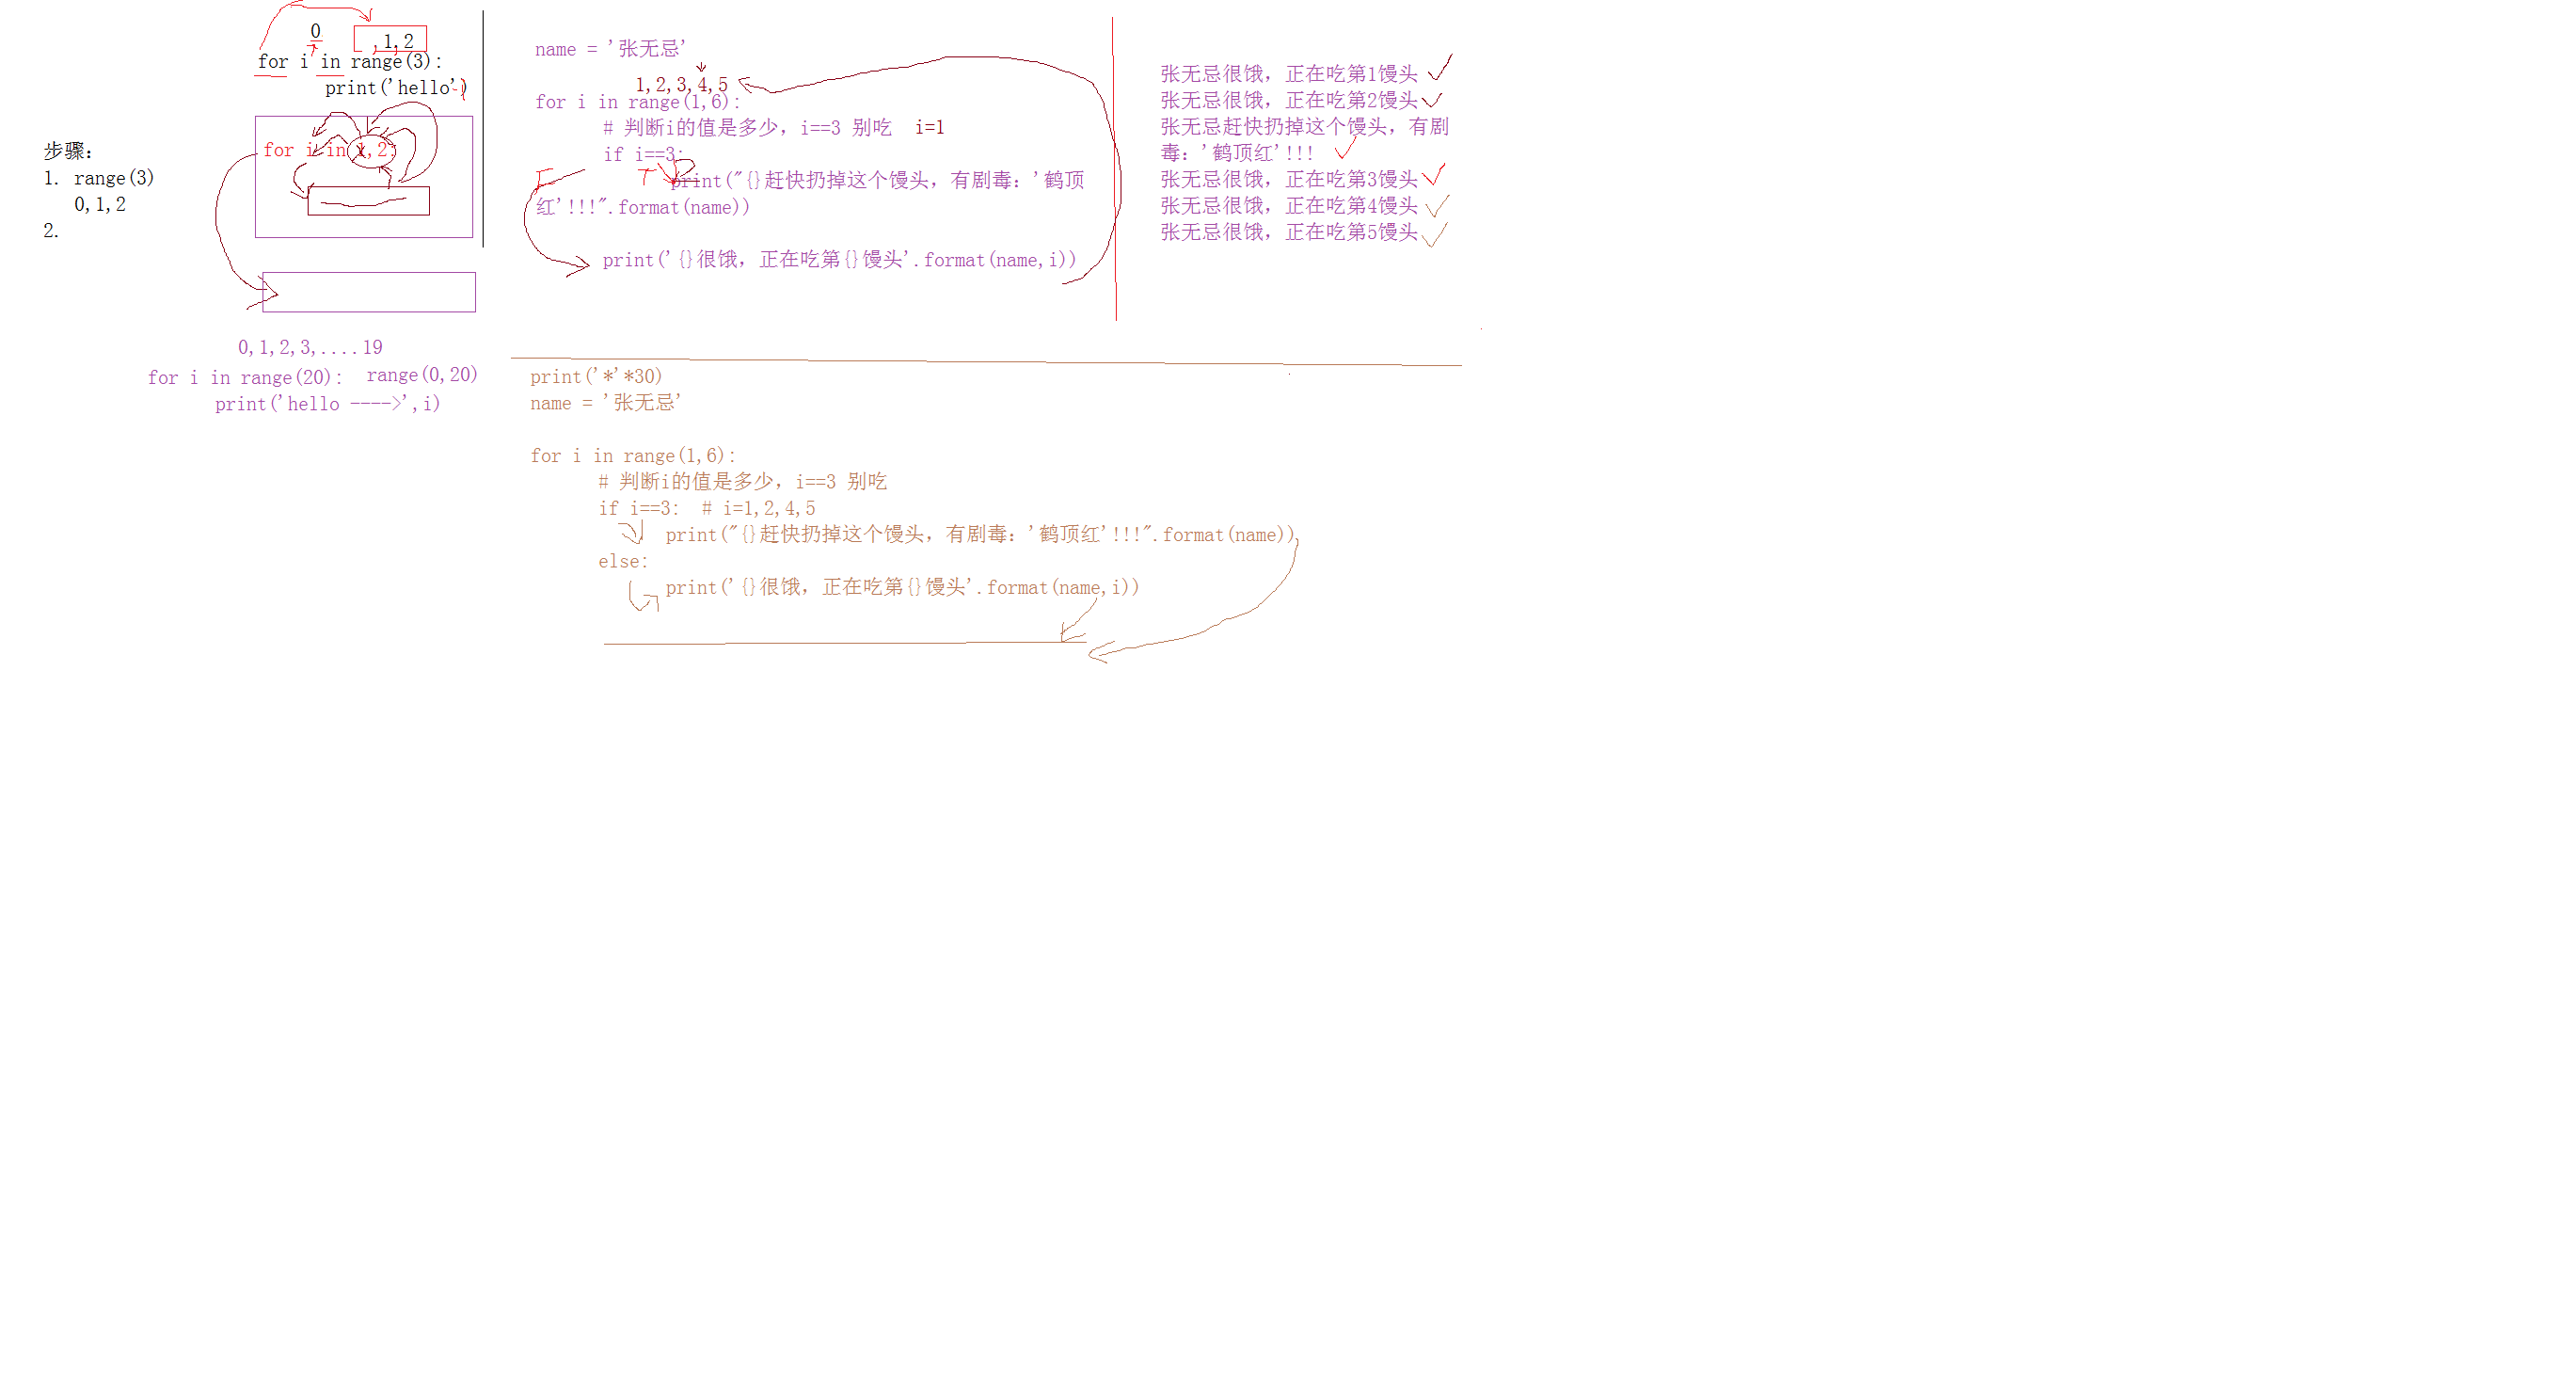 0
,1,2
for i in range(3):
print('hello')
步骤：
1. range(3)
0,1,2
2.
for i in 1,2:
0,1,2,3,....19
for i in range(20):   range(0,20)
print('hello ---->',i)
name = '张无忌'
1,2,3,4,5
for i in range(1,6):
# 判断i的值是多少，i==3 别吃   i=1
if i==3:
F
T
print("{}赶快扔掉这个馒头，有剧毒：'鹤顶
红'!!!".format(name))
print('{}很饿，正在吃第{}馒头'.format(name,i))
张无忌很饿，正在吃第1馒头
张无忌很饿，正在吃第2馒头
张无忌赶快扔掉这个馒头，有剧
毒：'鹤顶红'!!!
张无忌很饿，正在吃第3馒头
张无忌很饿，正在吃第4馒头
张无忌很饿，正在吃第5馒头
print('*'*30)
name = '张无忌'
for i in range(1,6):
# 判断i的值是多少，i==3 别吃
if i==3:  # i=1,2,4,5
print("{}赶快扔掉这个馒头，有剧毒：'鹤顶红'!!!".format(name))
else:
print('{}很饿，正在吃第{}馒头'.format(name,i))